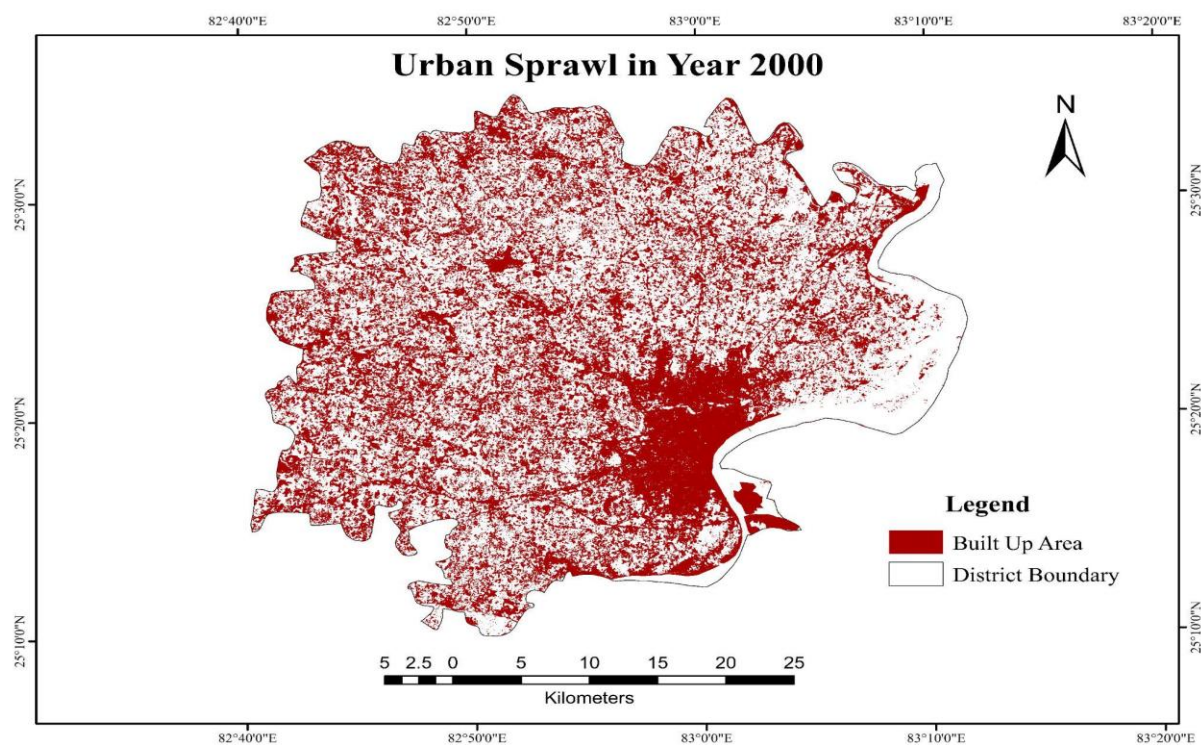 82°40'0"E 82°50'0"E 83°0'0"E 83°10'0"E 83°20'0"E
Urban Sprawl in Year 2000
N
25°30'0"N 25°30'0"N
25°20'0"N 25°20'0"N
Legend
Built Up Area
District Boundary
25°10'0"N 25°10'0"N
5 2.5 0 5 10 15 20 25
Kilometers
82°40'0"E 82°50'0"E 83°0'0"E 83°10'0"E 83°20'0"E